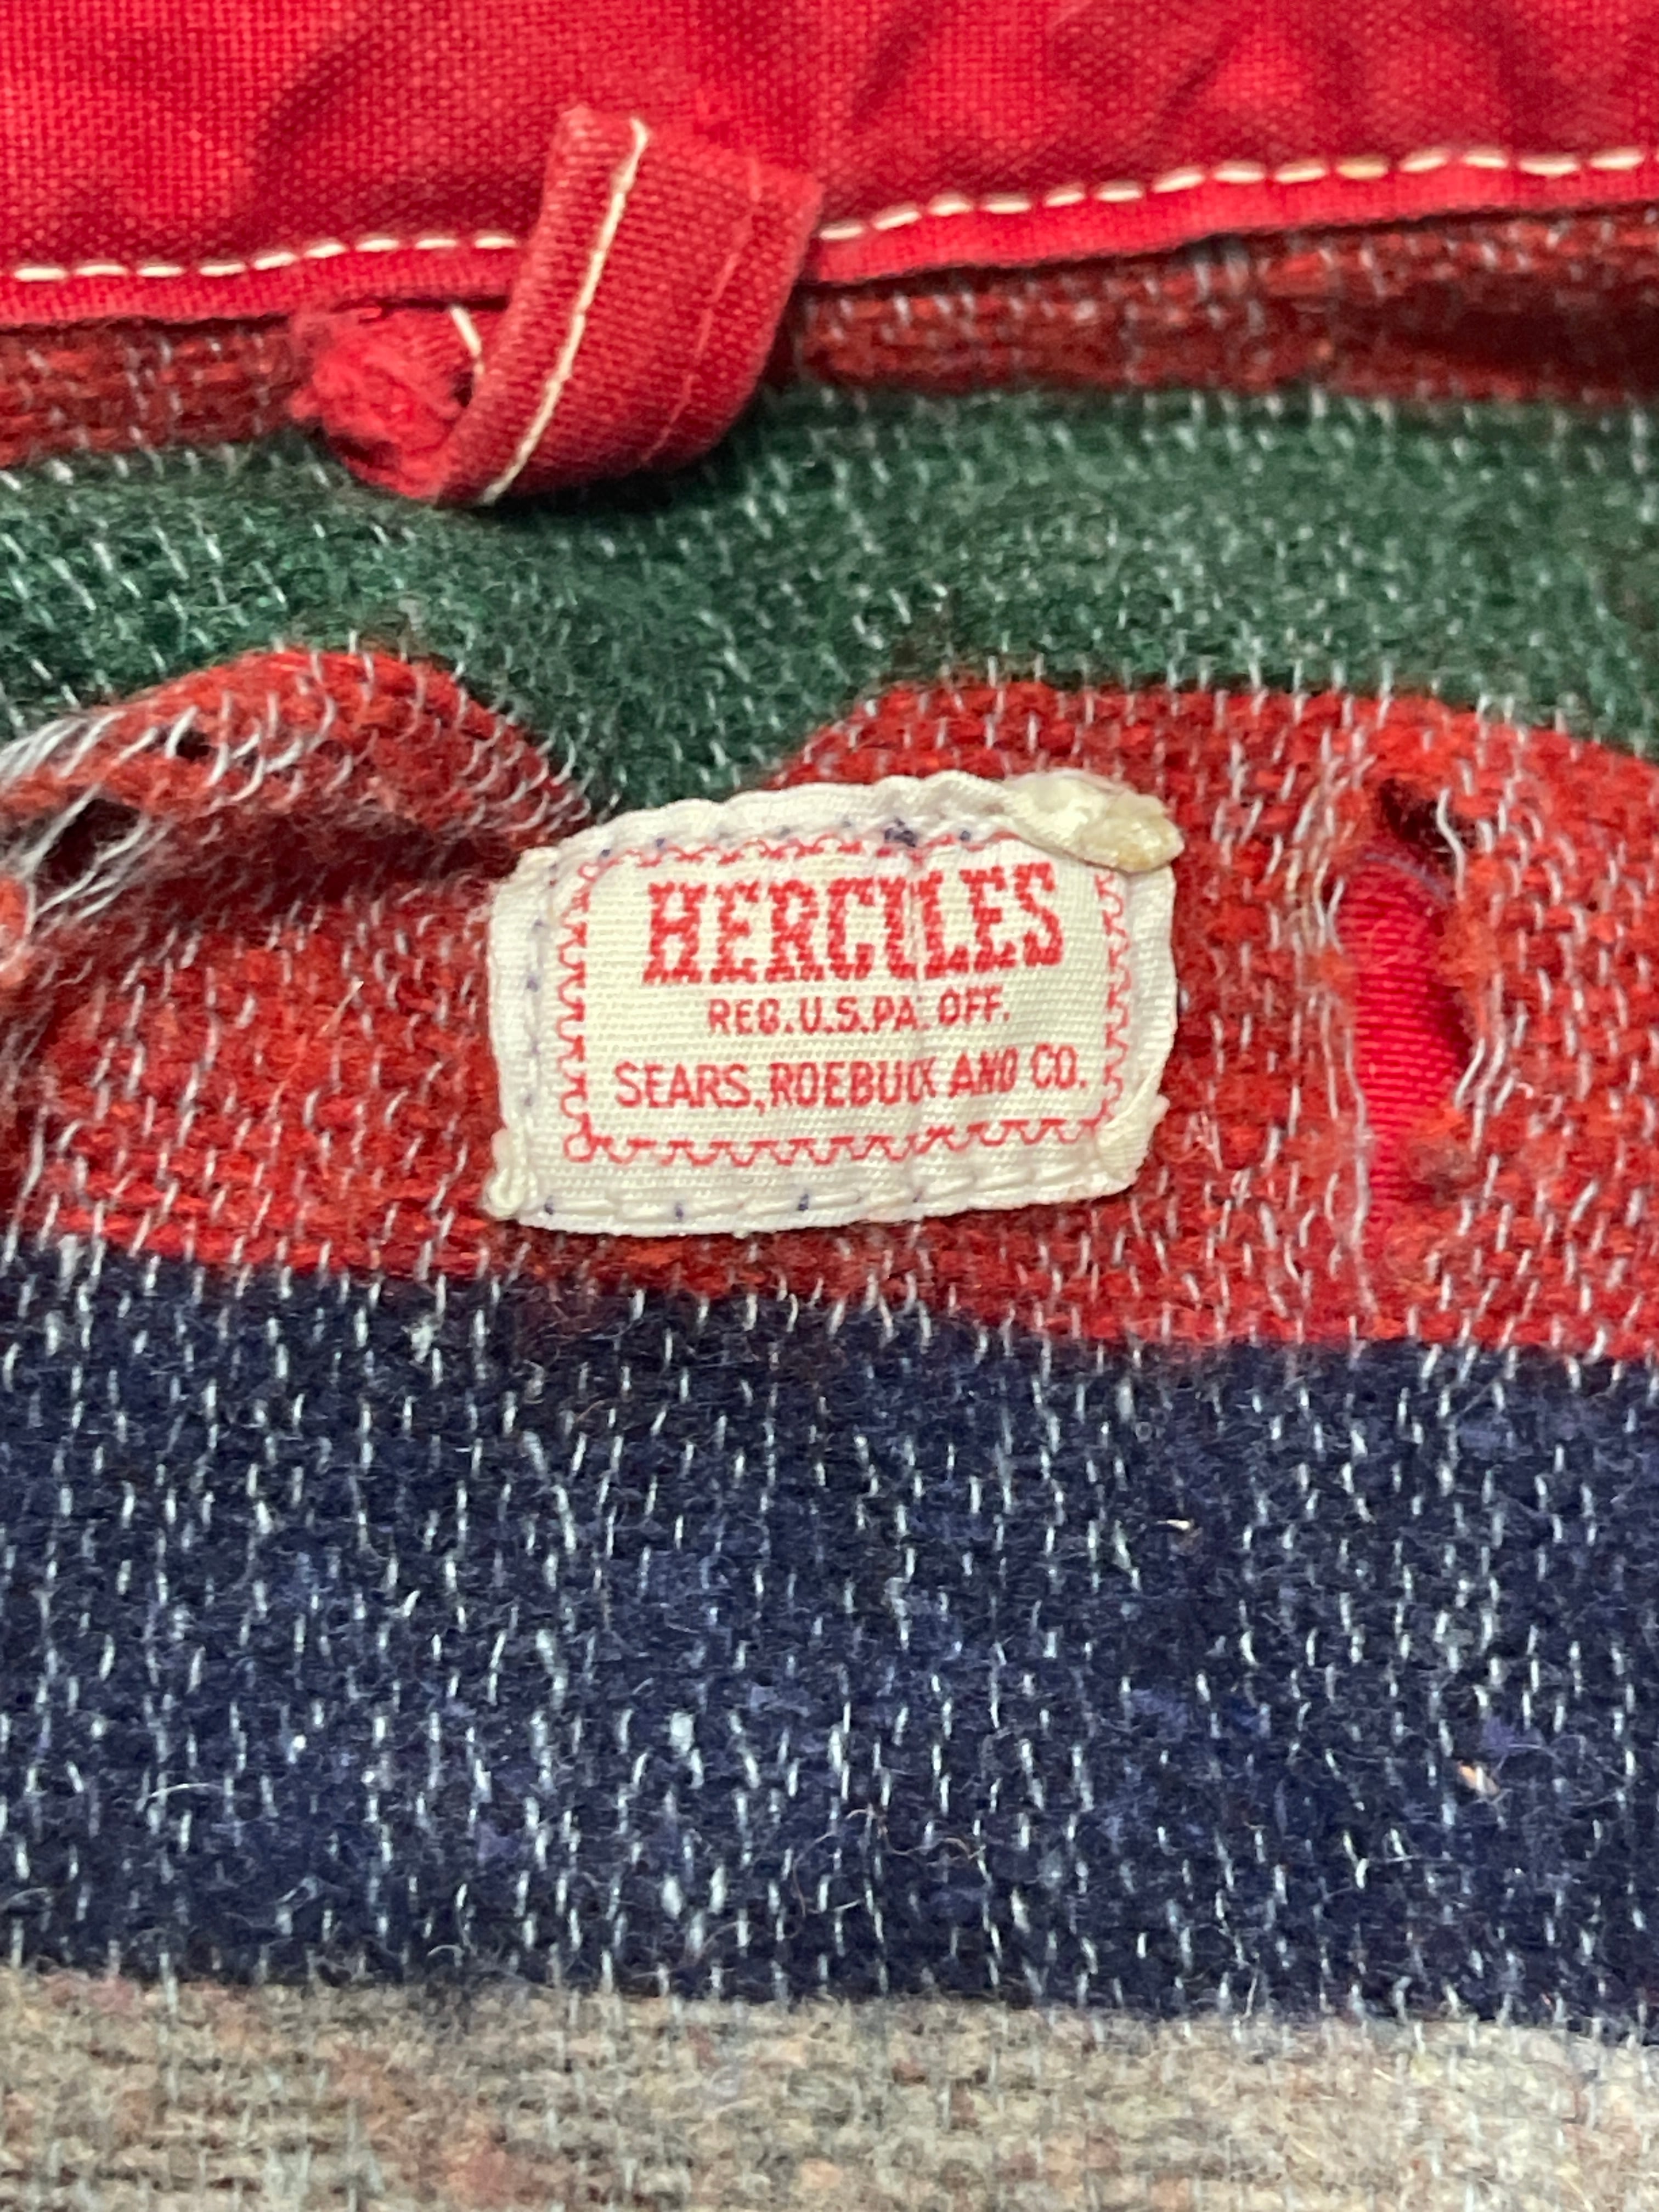 HERCULES
REG. U.S. PA. OFF.
SEARS, ROEBUCK AND CO.